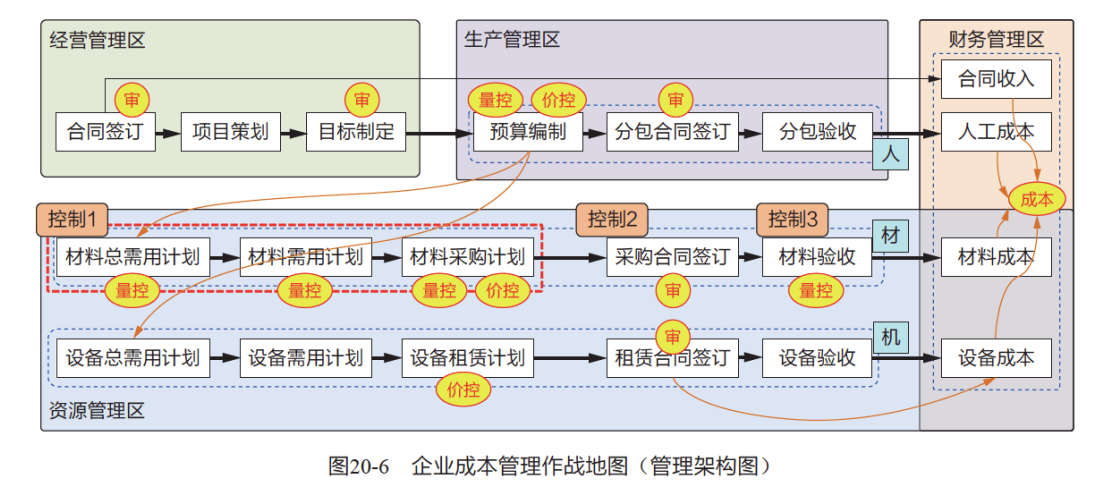 经营管理区
生产管理区
财务管理区
审
审
量控
价控
审
合同收入
合同签订
项目策划
目标制定
预算编制
分包合同签订
分包验收
人工成本
人
成本
控制1
控制2
控制3
材
材料总需用计划
材料需用计划
材料采购计划
采购合同签订
材料验收
材料成本
量控
量控
量控
价控
审
量控
审
机
设备总需用计划
设备需用计划
设备租赁计划
租赁合同签订
设备验收
设备成本
价控
资源管理区
图20-6 企业成本管理作战地图（管理架构图）